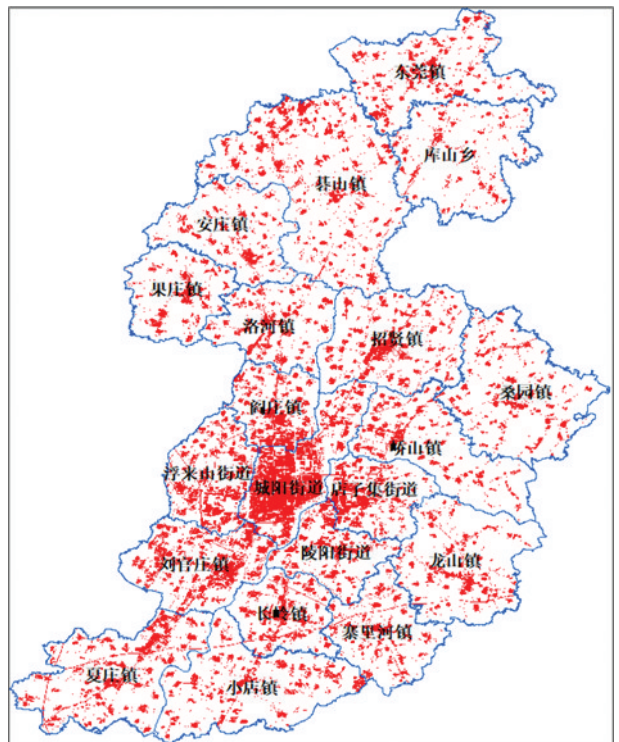 东莞镇
库山乡
碁山镇
安庄镇
果庄镇
洛河镇
招贤镇
桑园镇
阎庄镇
峤山镇
浮来山街道
城阳街道
店子集街道
陵阳街道
刘官庄镇
龙山镇
长岭镇
寨里河镇
夏庄镇
小店镇